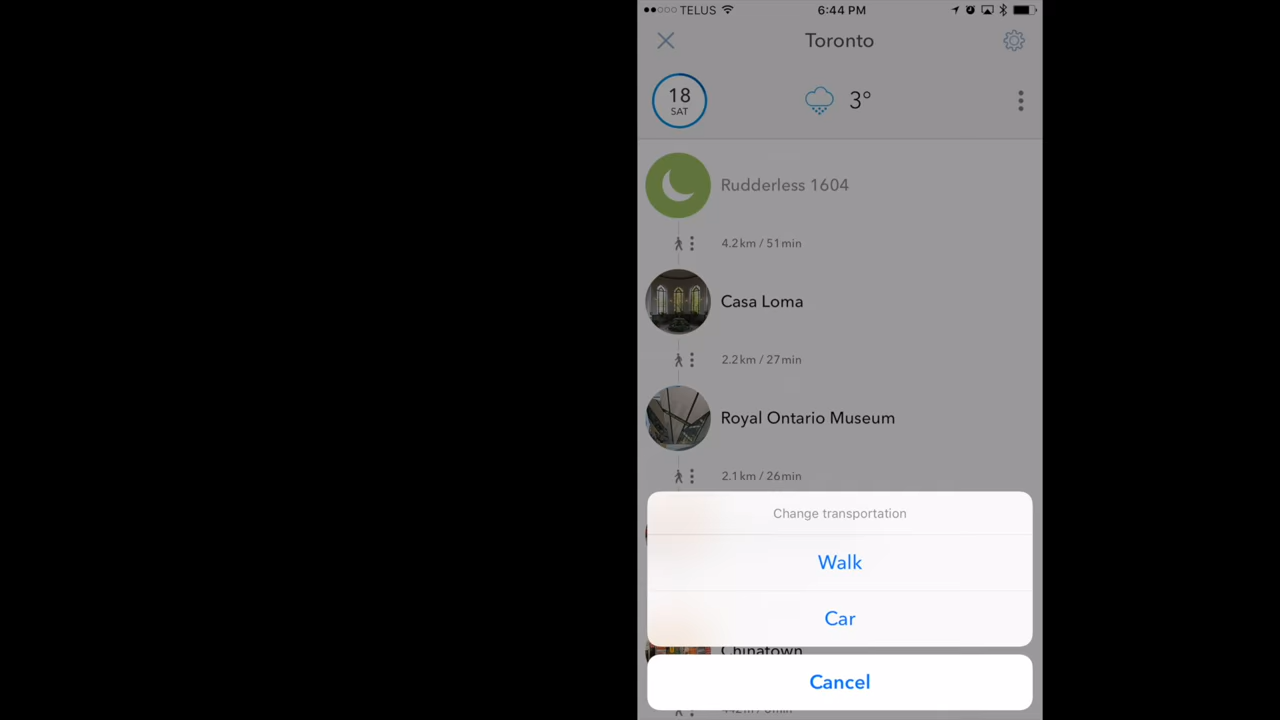 TELUS 6:44 PM
Toronto
18
SAT
3°
Rudderless 1604
4.2 km / 51 min
Casa Loma
2.2 km / 27 min
Royal Ontario Museum
2.1 km / 26 min
Change transportation
Walk
Car
Chinatown
Cancel